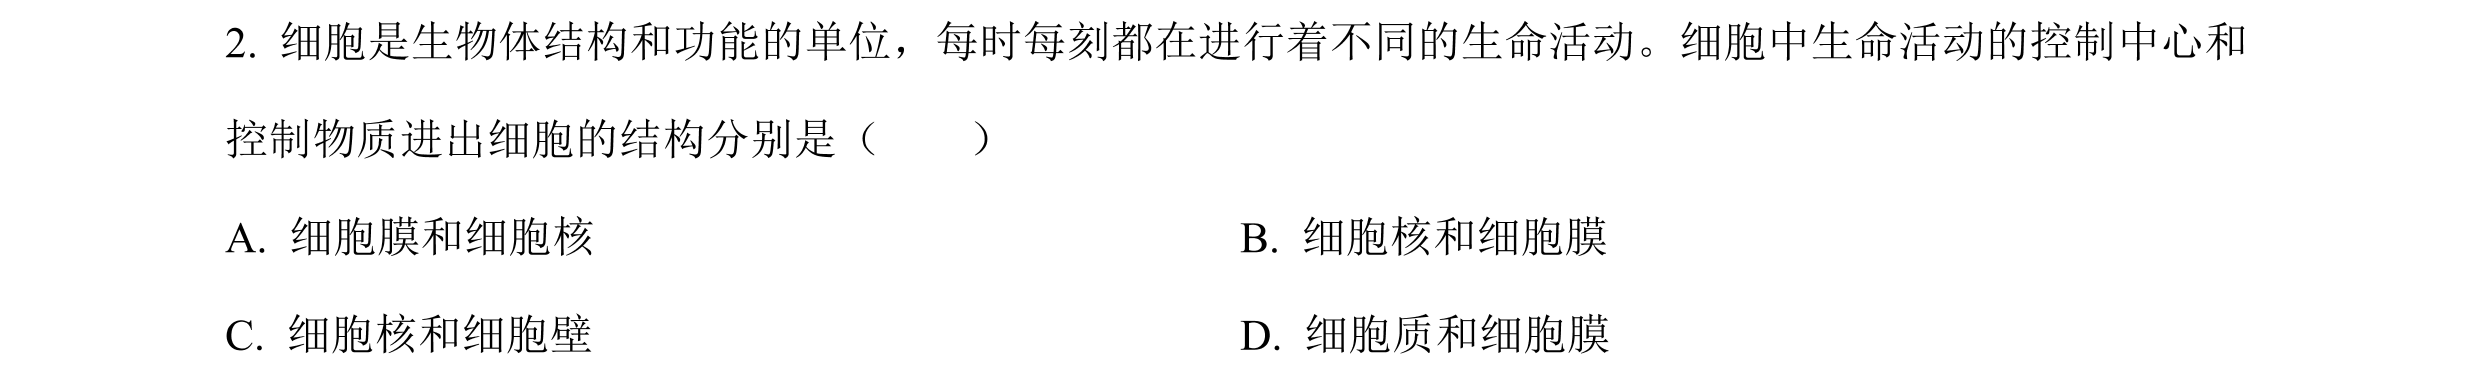 2. 细胞是生物体结构和功能的单位，每时每刻都在进行着不同的生命活动。细胞中生命活动的控制中心和
控制物质进出细胞的结构分别是（　　）
A. 细胞膜和细胞核　　B. 细胞核和细胞膜
C. 细胞核和细胞壁　　D. 细胞质和细胞膜